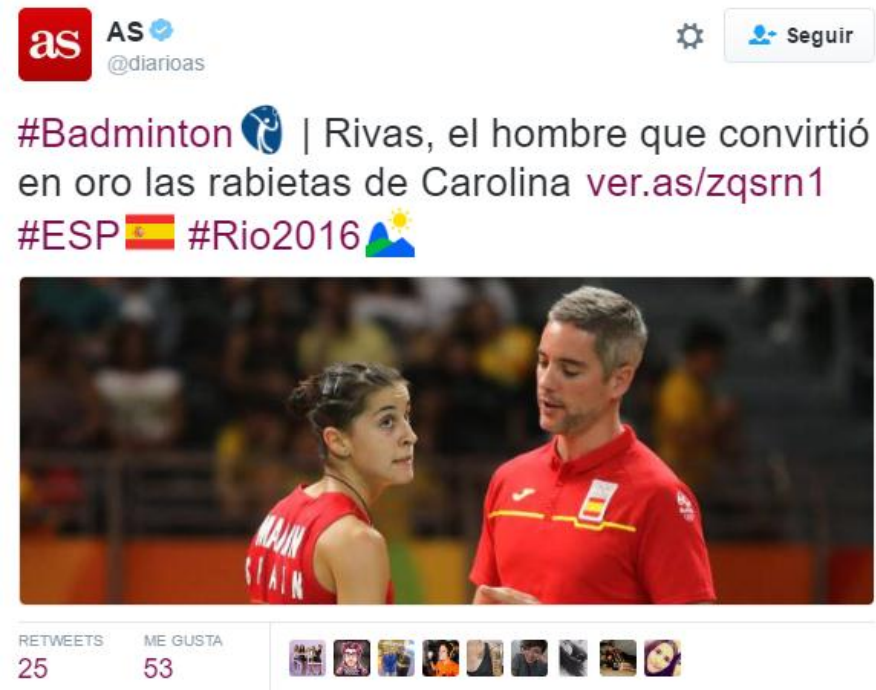 as
AS
@diarioas
Seguir
#Badminton | Rivas, el hombre que convirtió
en oro las rabietas de Carolina ver.as/zqsrn1
#ESP #Rio2016
MARIN
SPAIN
RETWEETS
25
ME GUSTA
53